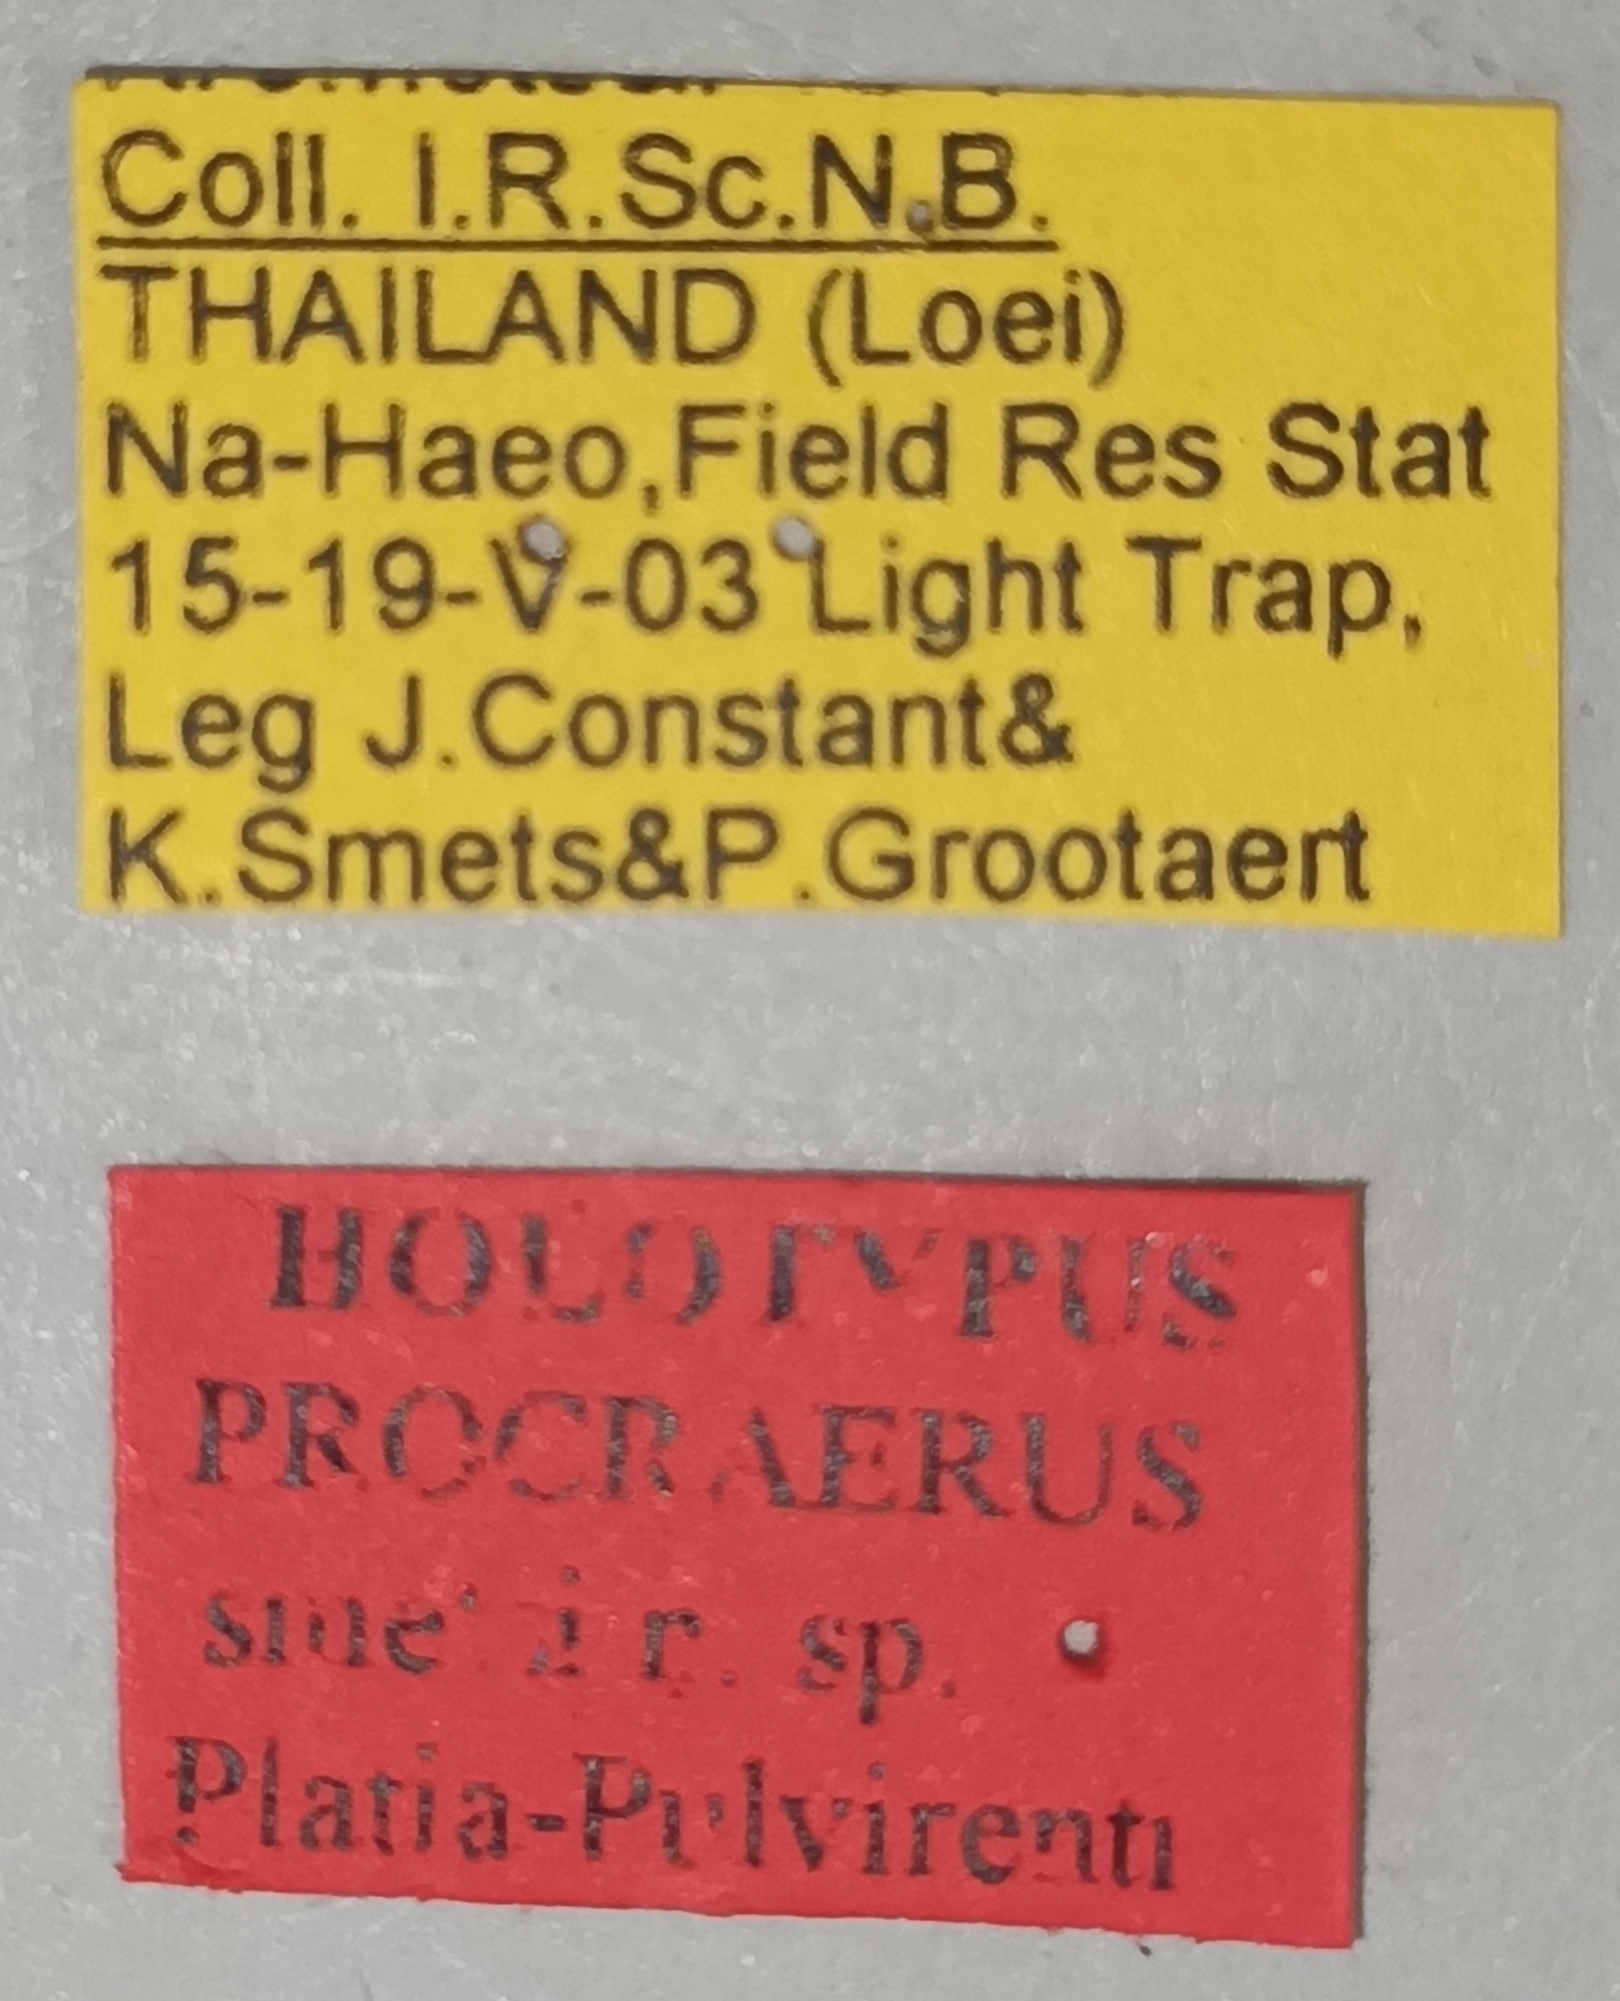 Coll. I.R.Sc.N.B.
THAILAND (Loei)
Na-Haeo,Field Res Stat
15-19-V-03 Light Trap,
Leg J.Constant&
K.Smets&P.Grootaert
HOLOTYPUS
PROCRAERUS
sp.
Platia-Pulvirenti